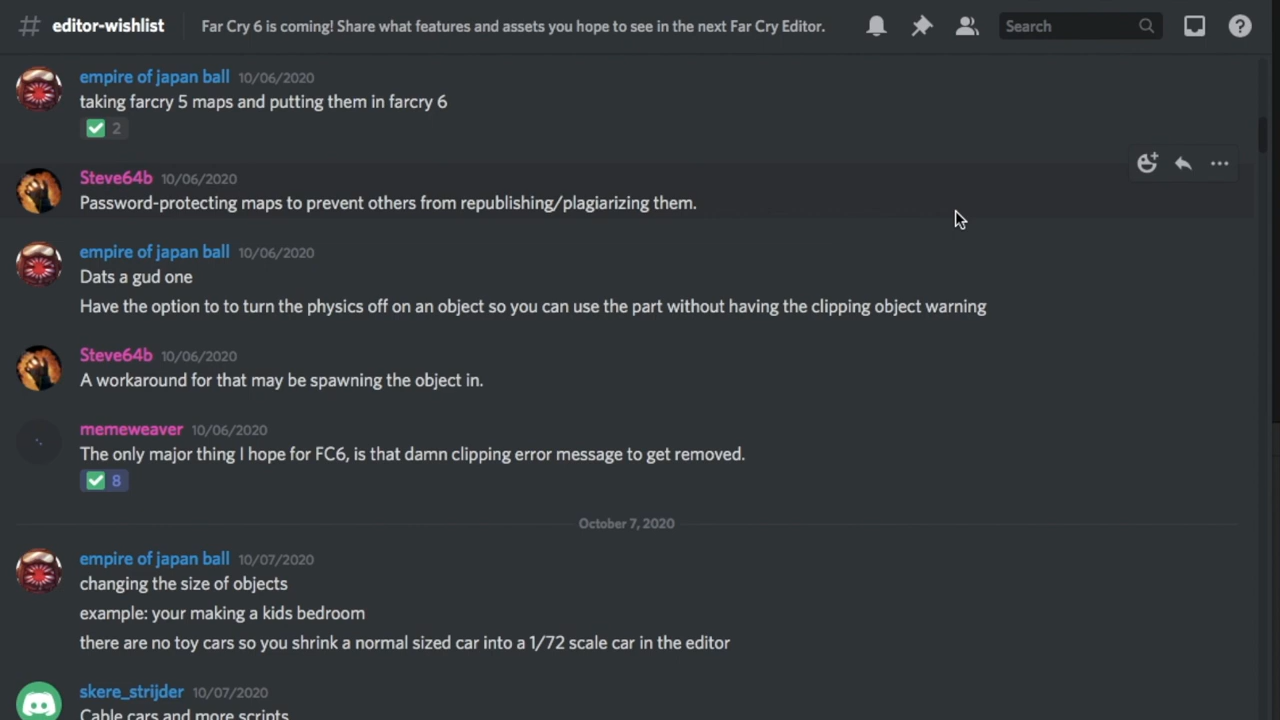 editor-wishlist
Far Cry 6 is coming! Share what features and assets you hope to see in the next Far Cry Editor.
Search
empire of japan ball 10/06/2020
taking farcry 5 maps and putting them in farcry 6
2
Steve64b 10/06/2020
Password-protecting maps to prevent others from republishing/plagiarizing them.
empire of japan ball 10/06/2020
Dats a gud one
Have the option to to turn the physics off on an object so you can use the part without having the clipping object warning
Steve64b 10/06/2020
A workaround for that may be spawning the object in.
memeweaver 10/06/2020
The only major thing I hope for FC6, is that damn clipping error message to get removed.
8
October 7, 2020
empire of japan ball 10/07/2020
changing the size of objects
example: your making a kids bedroom
there are no toy cars so you shrink a normal sized car into a 1/72 scale car in the editor
skere_strijder 10/07/2020
Cable cars and more scripts